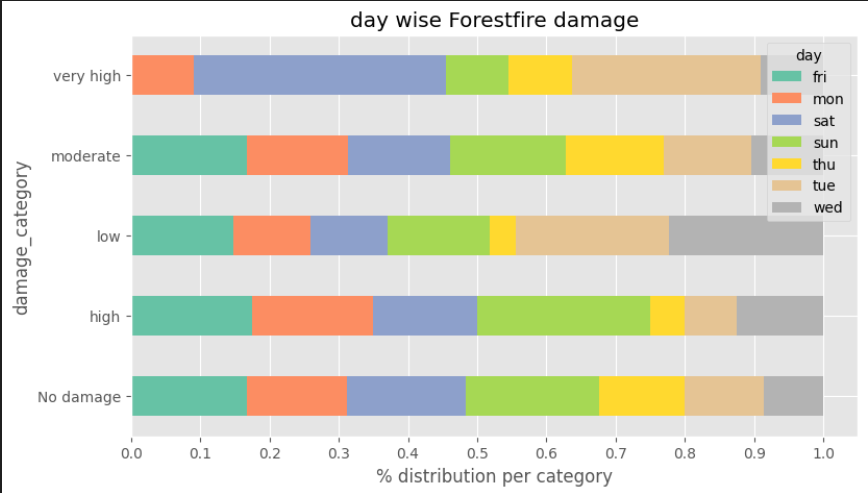 day wise Forestfire damage
very high
moderate
low
high
No damage
damage_category
day
fri
mon
sat
sun
thu
tue
wed
0.0 0.1 0.2 0.3 0.4 0.5 0.6 0.7 0.8 0.9 1.0
% distribution per category